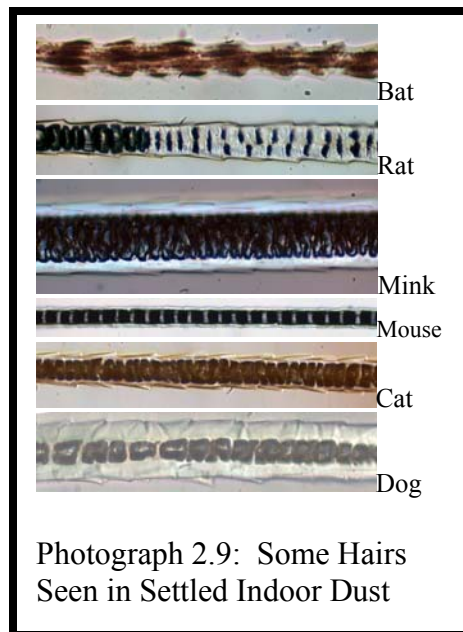 Bat
Rat
Mink
Mouse
Cat
Dog
Photograph 2.9:  Some Hairs
Seen in Settled Indoor Dust